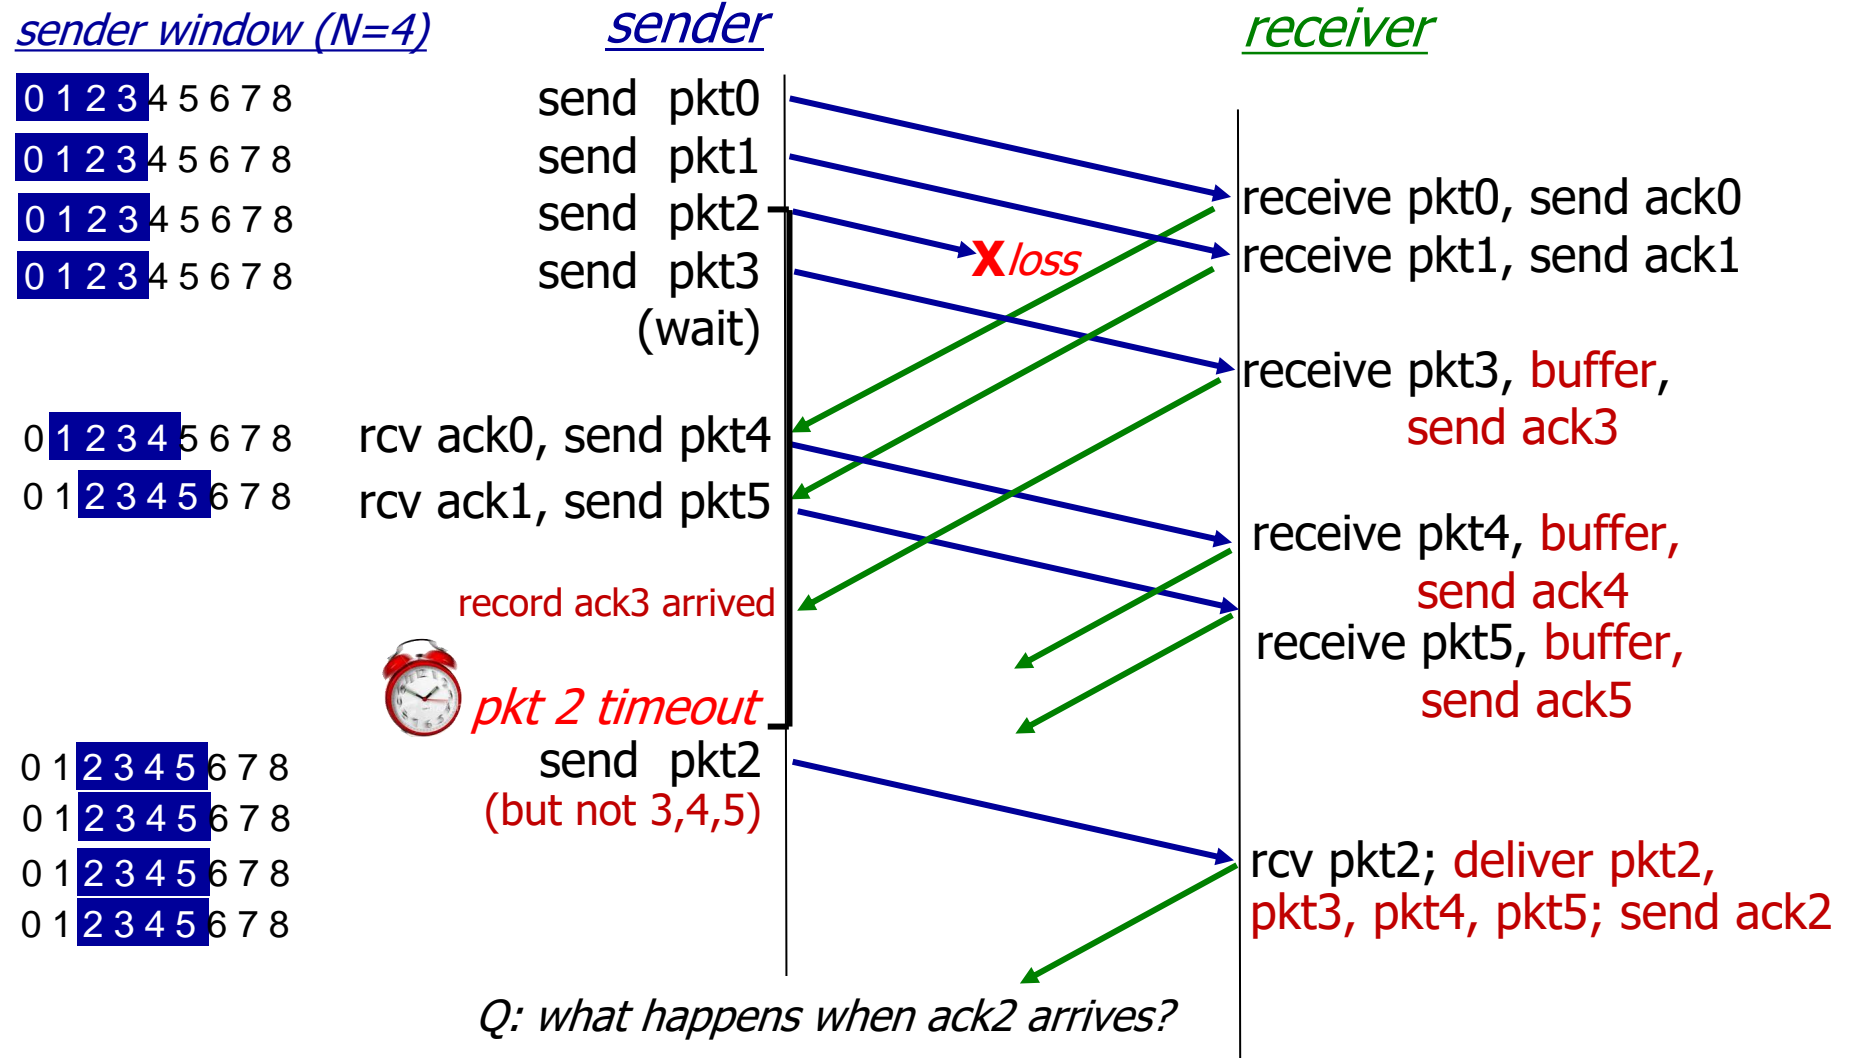 sender window (N=4)
sender
receiver
0 1 2 3 4 5 6 7 8
send pkt0
0 1 2 3 4 5 6 7 8
send pkt1
receive pkt0, send ack0
0 1 2 3 4 5 6 7 8
send pkt2
X loss
receive pkt1, send ack1
0 1 2 3 4 5 6 7 8
send pkt3
(wait)
receive pkt3, buffer,
send ack3
0 1 2 3 4 5 6 7 8
rcv ack0, send pkt4
0 1 2 3 4 5 6 7 8
rcv ack1, send pkt5
receive pkt4, buffer,
send ack4
record ack3 arrived
receive pkt5, buffer,
send ack5
pkt 2 timeout
0 1 2 3 4 5 6 7 8
send pkt2
0 1 2 3 4 5 6 7 8
(but not 3,4,5)
0 1 2 3 4 5 6 7 8
rcv pkt2; deliver pkt2,
0 1 2 3 4 5 6 7 8
pkt3, pkt4, pkt5; send ack2
Q: what happens when ack2 arrives?